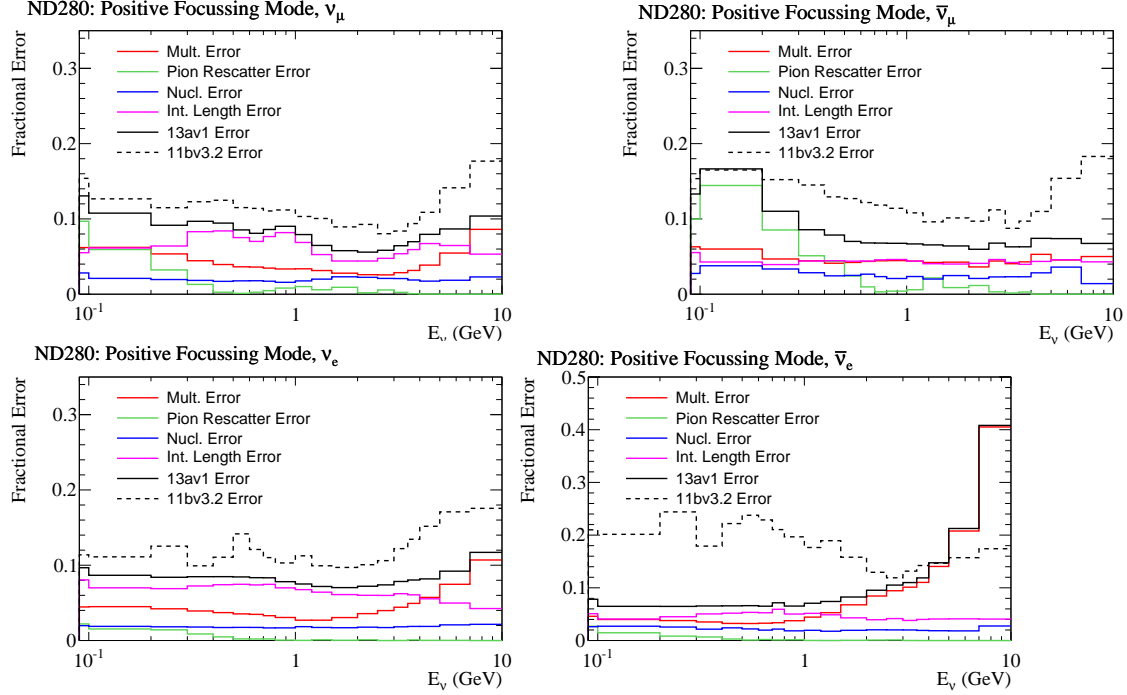 ND280: Positive Focussing Mode, ν_μ
Fractional Error
0.3
0.2
0.1
0
Mult. Error
Pion Rescatter Error
Nucl. Error
Int. Length Error
13av1 Error
11bv3.2 Error
10⁻¹
1
10
E_ν (GeV)
ND280: Positive Focussing Mode, ν̅_μ
Fractional Error
0.3
0.2
0.1
0
Mult. Error
Pion Rescatter Error
Nucl. Error
Int. Length Error
13av1 Error
11bv3.2 Error
10⁻¹
1
10
E_ν (GeV)
ND280: Positive Focussing Mode, ν_e
Fractional Error
0.3
0.2
0.1
0
Mult. Error
Pion Rescatter Error
Nucl. Error
Int. Length Error
13av1 Error
11bv3.2 Error
10⁻¹
1
10
E_ν (GeV)
ND280: Positive Focussing Mode, ν̅_e
Fractional Error
0.5
0.4
0.3
0.2
0.1
0
Mult. Error
Pion Rescatter Error
Nucl. Error
Int. Length Error
13av1 Error
11bv3.2 Error
10⁻¹
1
10
E_ν (GeV)